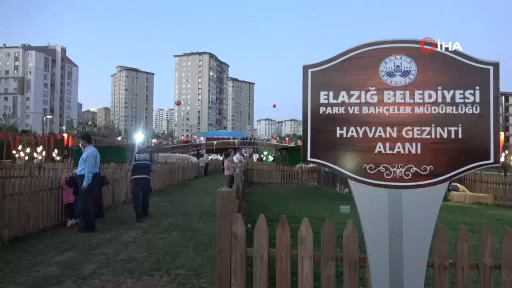 İHA
ELAZIĞ BELEDİYESİ
PARK VE BAHÇELER MÜDÜRLÜĞÜ
HAYVAN GEZİNTİ
ALANI